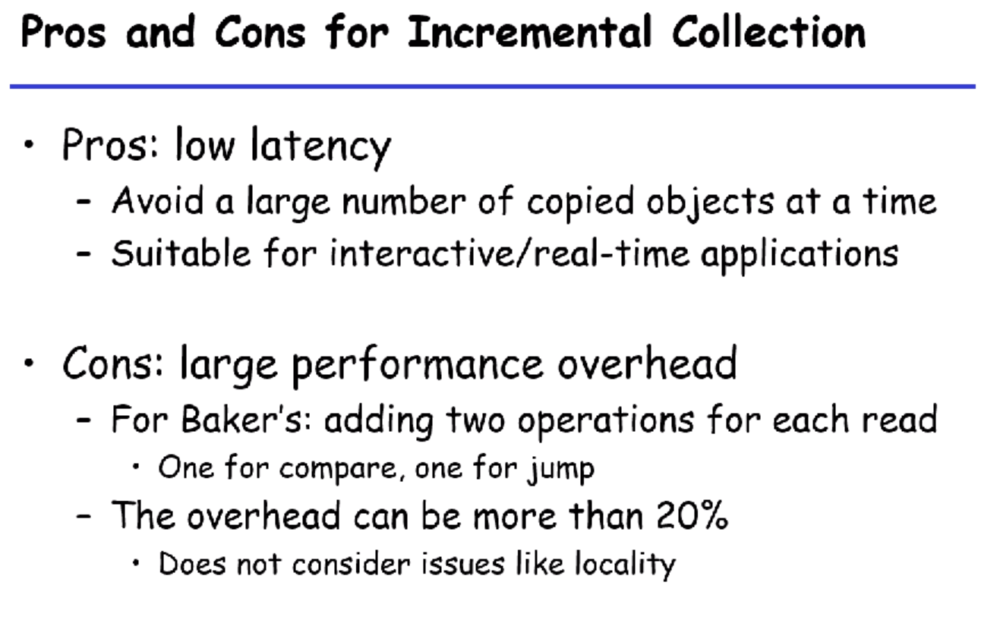 Pros and Cons for Incremental Collection
• Pros: low latency
– Avoid a large number of copied objects at a time
– Suitable for interactive/real-time applications
• Cons: large performance overhead
– For Baker's: adding two operations for each read
• One for compare, one for jump
– The overhead can be more than 20%
• Does not consider issues like locality